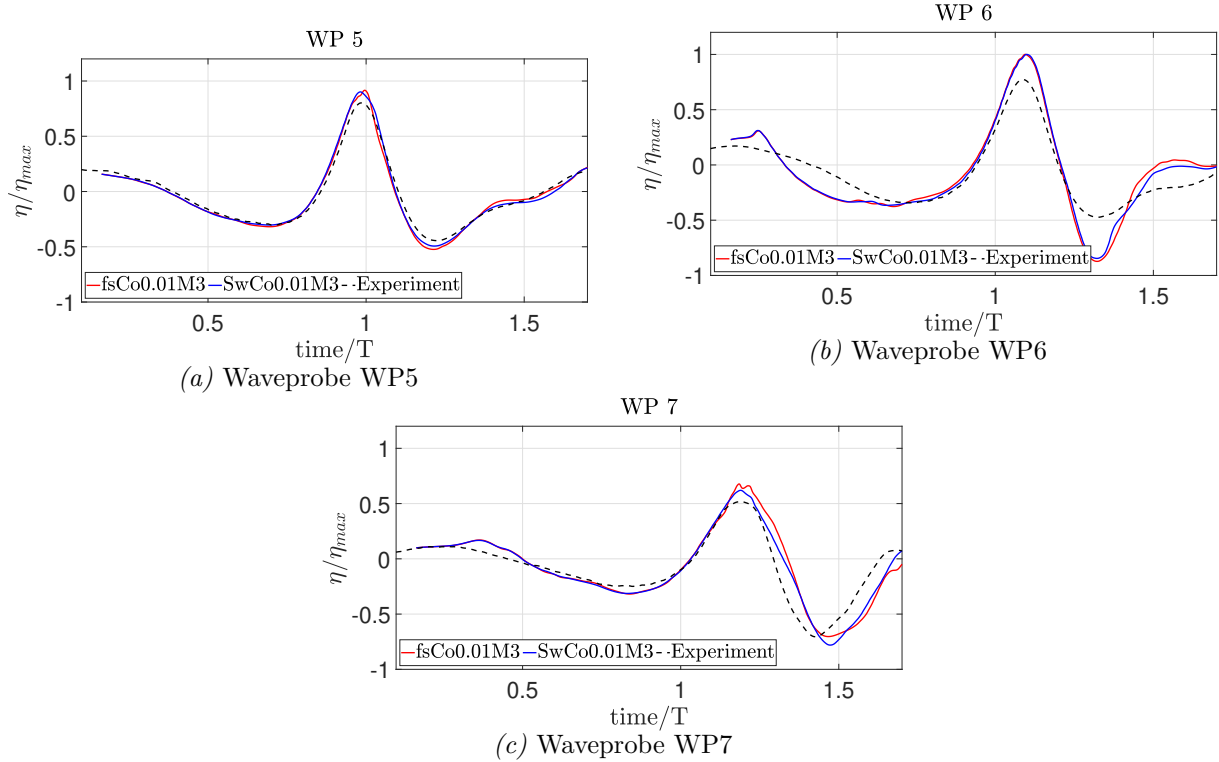 WP 5
η/ηmax
1
0.5
0
-0.5
-1
fsCo0.01M3 SwCo0.01M3 Experiment
0.5 1 1.5
time/T
(a) Waveprobe WP5
WP 6
η/ηmax
1
0.5
0
-0.5
-1
fsCo0.01M3 SwCo0.01M3 Experiment
0.5 1 1.5
time/T
(b) Waveprobe WP6
WP 7
η/ηmax
1
0.5
0
-0.5
-1
fsCo0.01M3 SwCo0.01M3 Experiment
0.5 1 1.5
time/T
(c) Waveprobe WP7